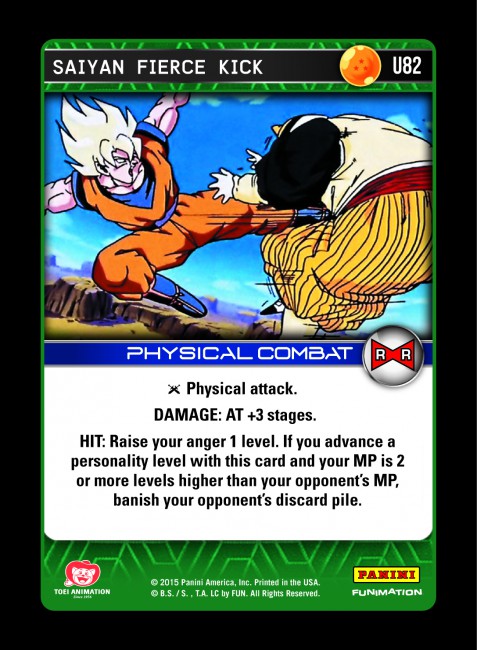 SAIYAN FIERCE KICK
U82
PHYSICAL COMBAT
R R
Physical attack.
DAMAGE: AT +3 stages.
HIT: Raise your anger 1 level. If you advance a
personality level with this card and your MP is 2
or more levels higher than your opponent's MP,
banish your opponent's discard pile.
TOEI ANIMATION
Since 1956
© 2015 Panini America, Inc. Printed in the USA.
© B.S. / S. , T.A. LC by FUN. All Rights Reserved.
PANINI
FUNIMATION